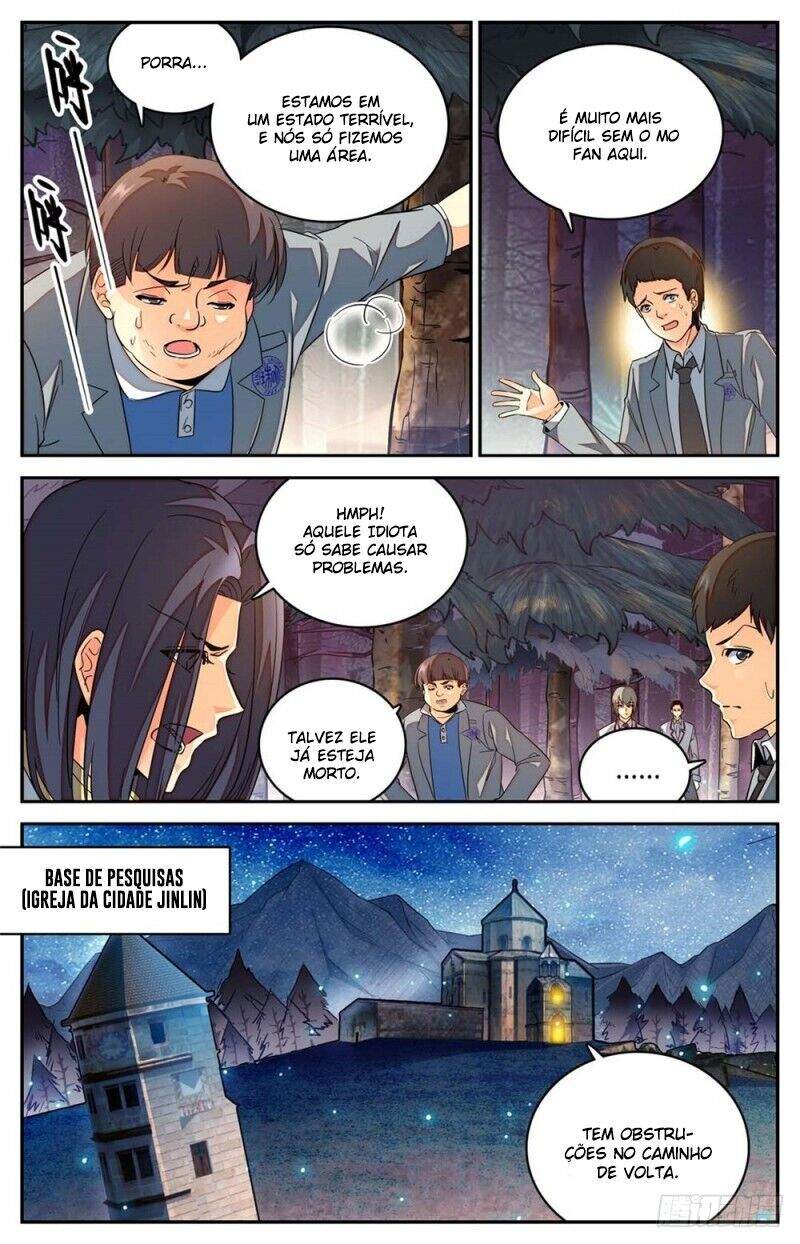 PORRA...
ESTAMOS EM
UM ESTADO TERRÍVEL,
E NÓS SÓ FIZEMOS
UMA ÁREA.
É MUITO MAIS
DIFÍCIL SEM O MO
FAN AQUI.
HMPH!
AQUELE IDIOTA
SÓ SABE CAUSAR
PROBLEMAS.
TALVEZ ELE
JÁ ESTEJA
MORTO.
......
BASE DE PESQUISAS
(IGREJA DA CIDADE JINLIN)
TEM OBSTRU-
ÇÕES NO CAMINHO
DE VOLTA.